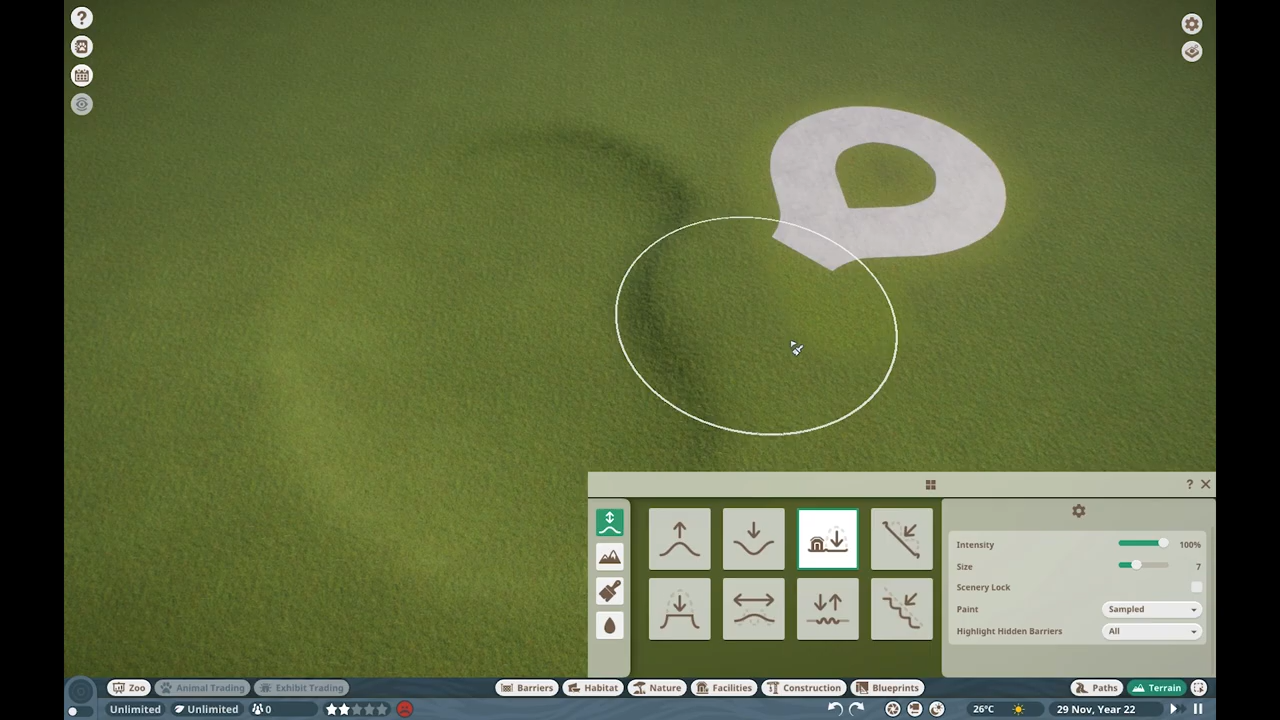 ?
? ×
Intensity 100%
Size 7
Scenery Lock
Paint Sampled
Highlight Hidden Barriers All
Zoo Animal Trading Exhibit Trading Barriers Habitat Nature Facilities Construction Blueprints Paths Terrain
Unlimited Unlimited 0 26°C 29 Nov, Year 22